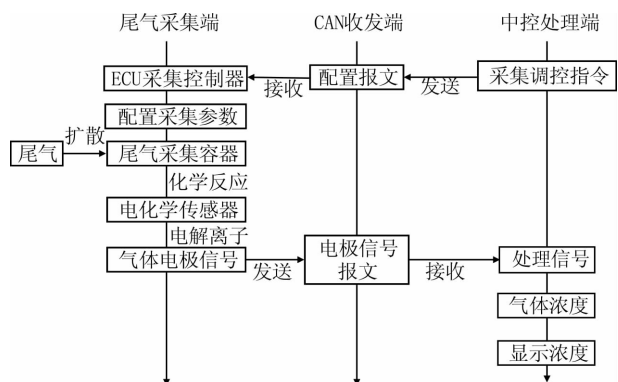 尾气采集端
CAN收发端
中控处理端
ECU采集控制器
接收
配置报文
发送
采集调控指令
配置采集参数
尾气
扩散
尾气采集容器
化学反应
电化学传感器
电解离子
气体电极信号
发送
电极信号
报文
接收
处理信号
气体浓度
显示浓度